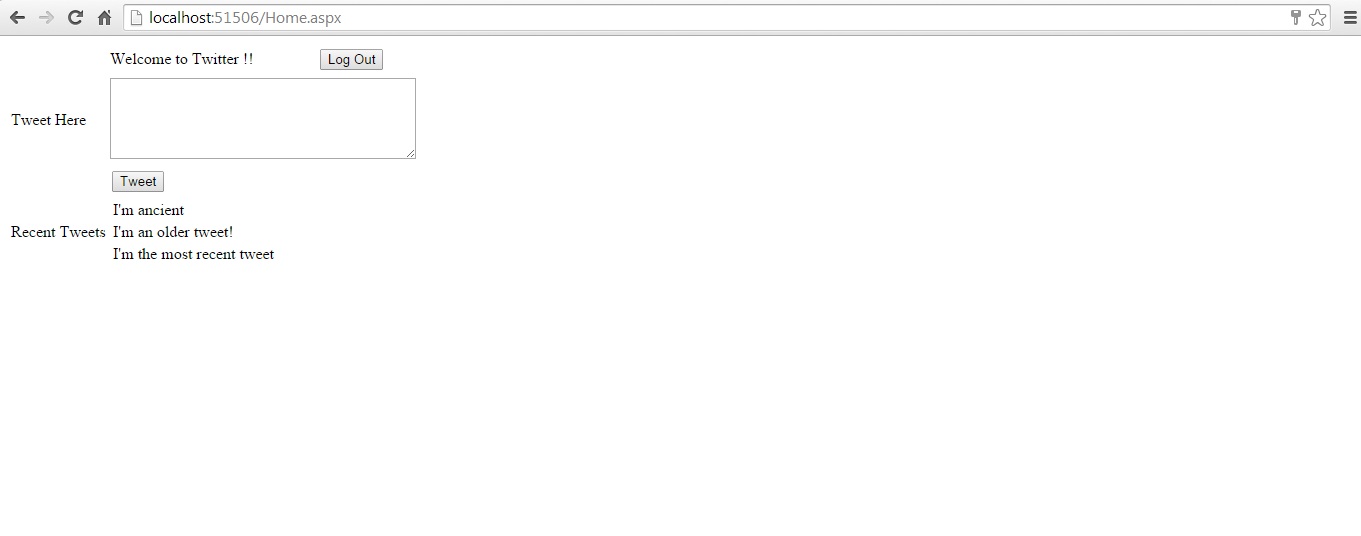 localhost:51506/Home.aspx
Welcome to Twitter !! Log Out
Tweet Here
Tweet
I'm ancient
Recent Tweets I'm an older tweet!
I'm the most recent tweet